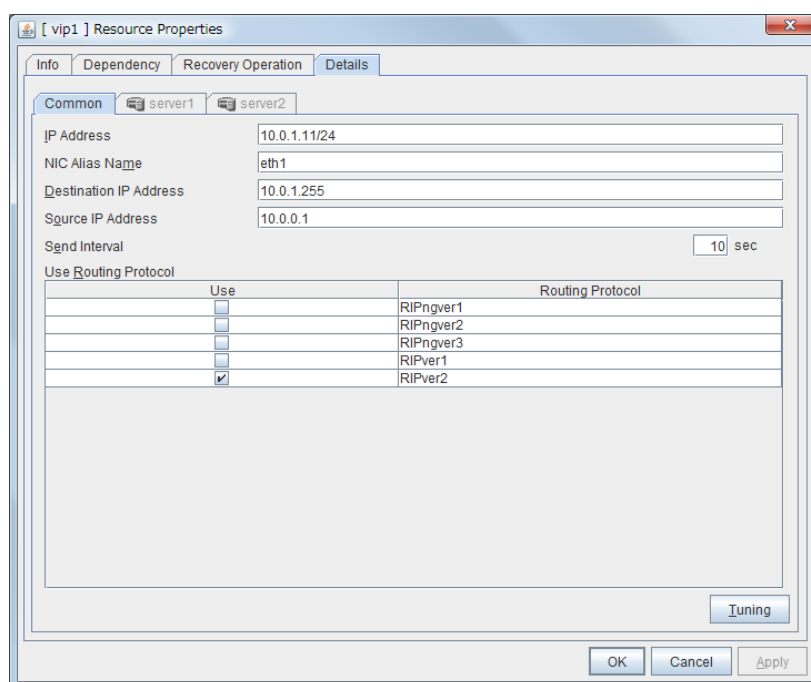 [ vip1 ] Resource Properties
Info Dependency Recovery Operation Details
Common server1 server2
IP Address 10.0.1.11/24
NIC Alias Name eth1
Destination IP Address 10.0.1.255
Source IP Address 10.0.0.1
Send Interval 10 sec
Use Routing Protocol
Use Routing Protocol
RIPngver1
RIPngver2
RIPngver3
RIPver1
RIPver2
Tuning
OK Cancel Apply